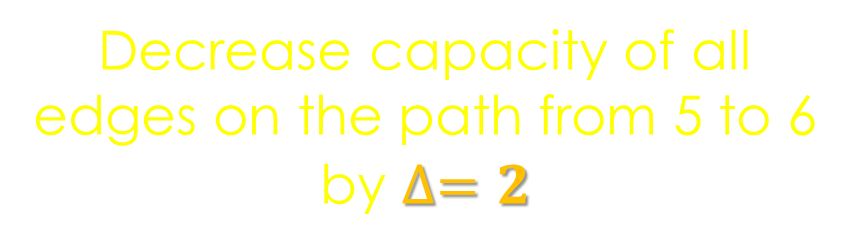 Decrease capacity of all
edges on the path from 5 to 6
by Δ= 2